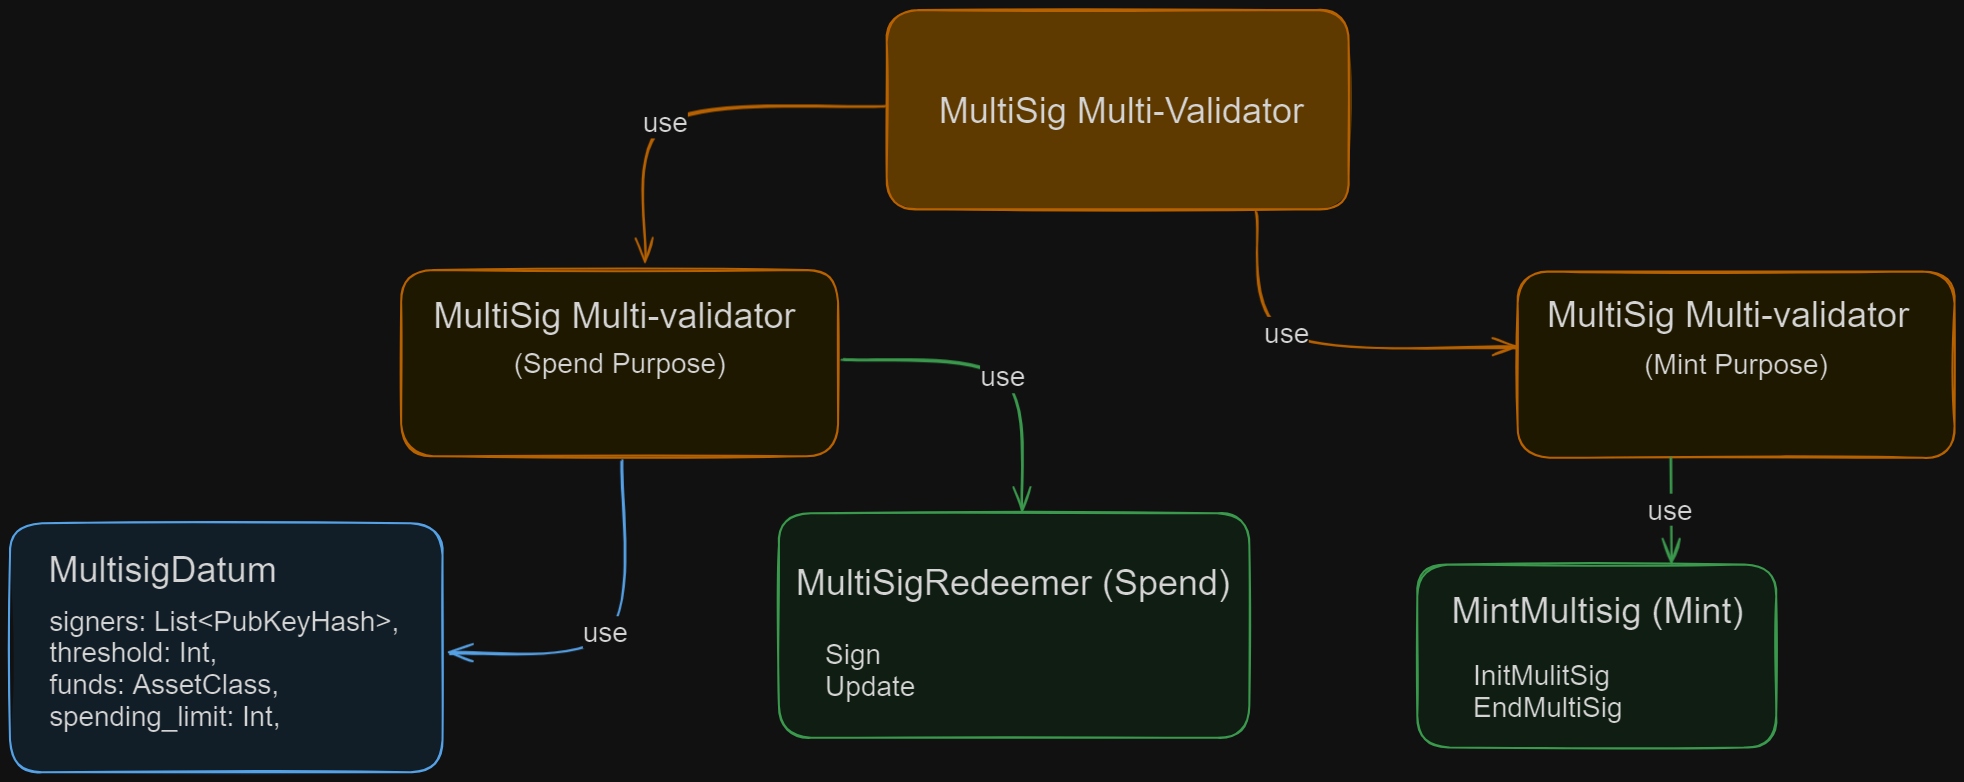 MultiSig Multi-Validator
use
MultiSig Multi-validator
(Spend Purpose)
use
use
MultiSig Multi-validator
(Mint Purpose)
use
use
MultisigDatum
signers: List<PubKeyHash>,
threshold: Int,
funds: AssetClass,
spending_limit: Int,
MultiSigRedeemer (Spend)
Sign
Update
MintMultisig (Mint)
InitMulitSig
EndMultiSig